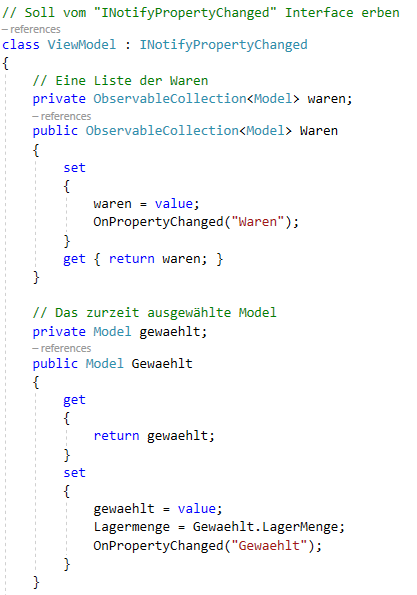 // Soll vom "INotifyPropertyChanged" Interface erben
– references
class ViewModel : INotifyPropertyChanged
{
// Eine Liste der Waren
private ObservableCollection<Model> waren;
– references
public ObservableCollection<Model> Waren
{
set
{
waren = value;
OnPropertyChanged("Waren");
}
get { return waren; }
}
// Das zurzeit ausgewählte Model
private Model gewaehlt;
– references
public Model Gewaehlt
{
get
{
return gewaehlt;
}
set
{
gewaehlt = value;
Lagermenge = Gewaehlt.LagerMenge;
OnPropertyChanged("Gewaehlt");
}
}